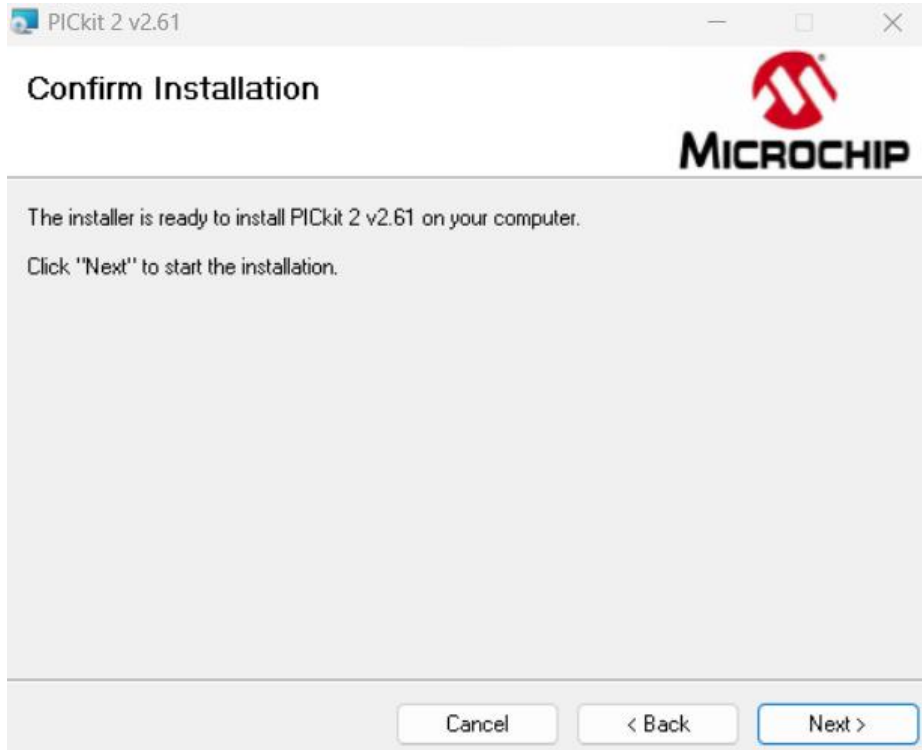 PICkit 2 v2.61
Confirm Installation
MICROCHIP
The installer is ready to install PICkit 2 v2.61 on your computer.
Click "Next" to start the installation.
Cancel
< Back
Next >